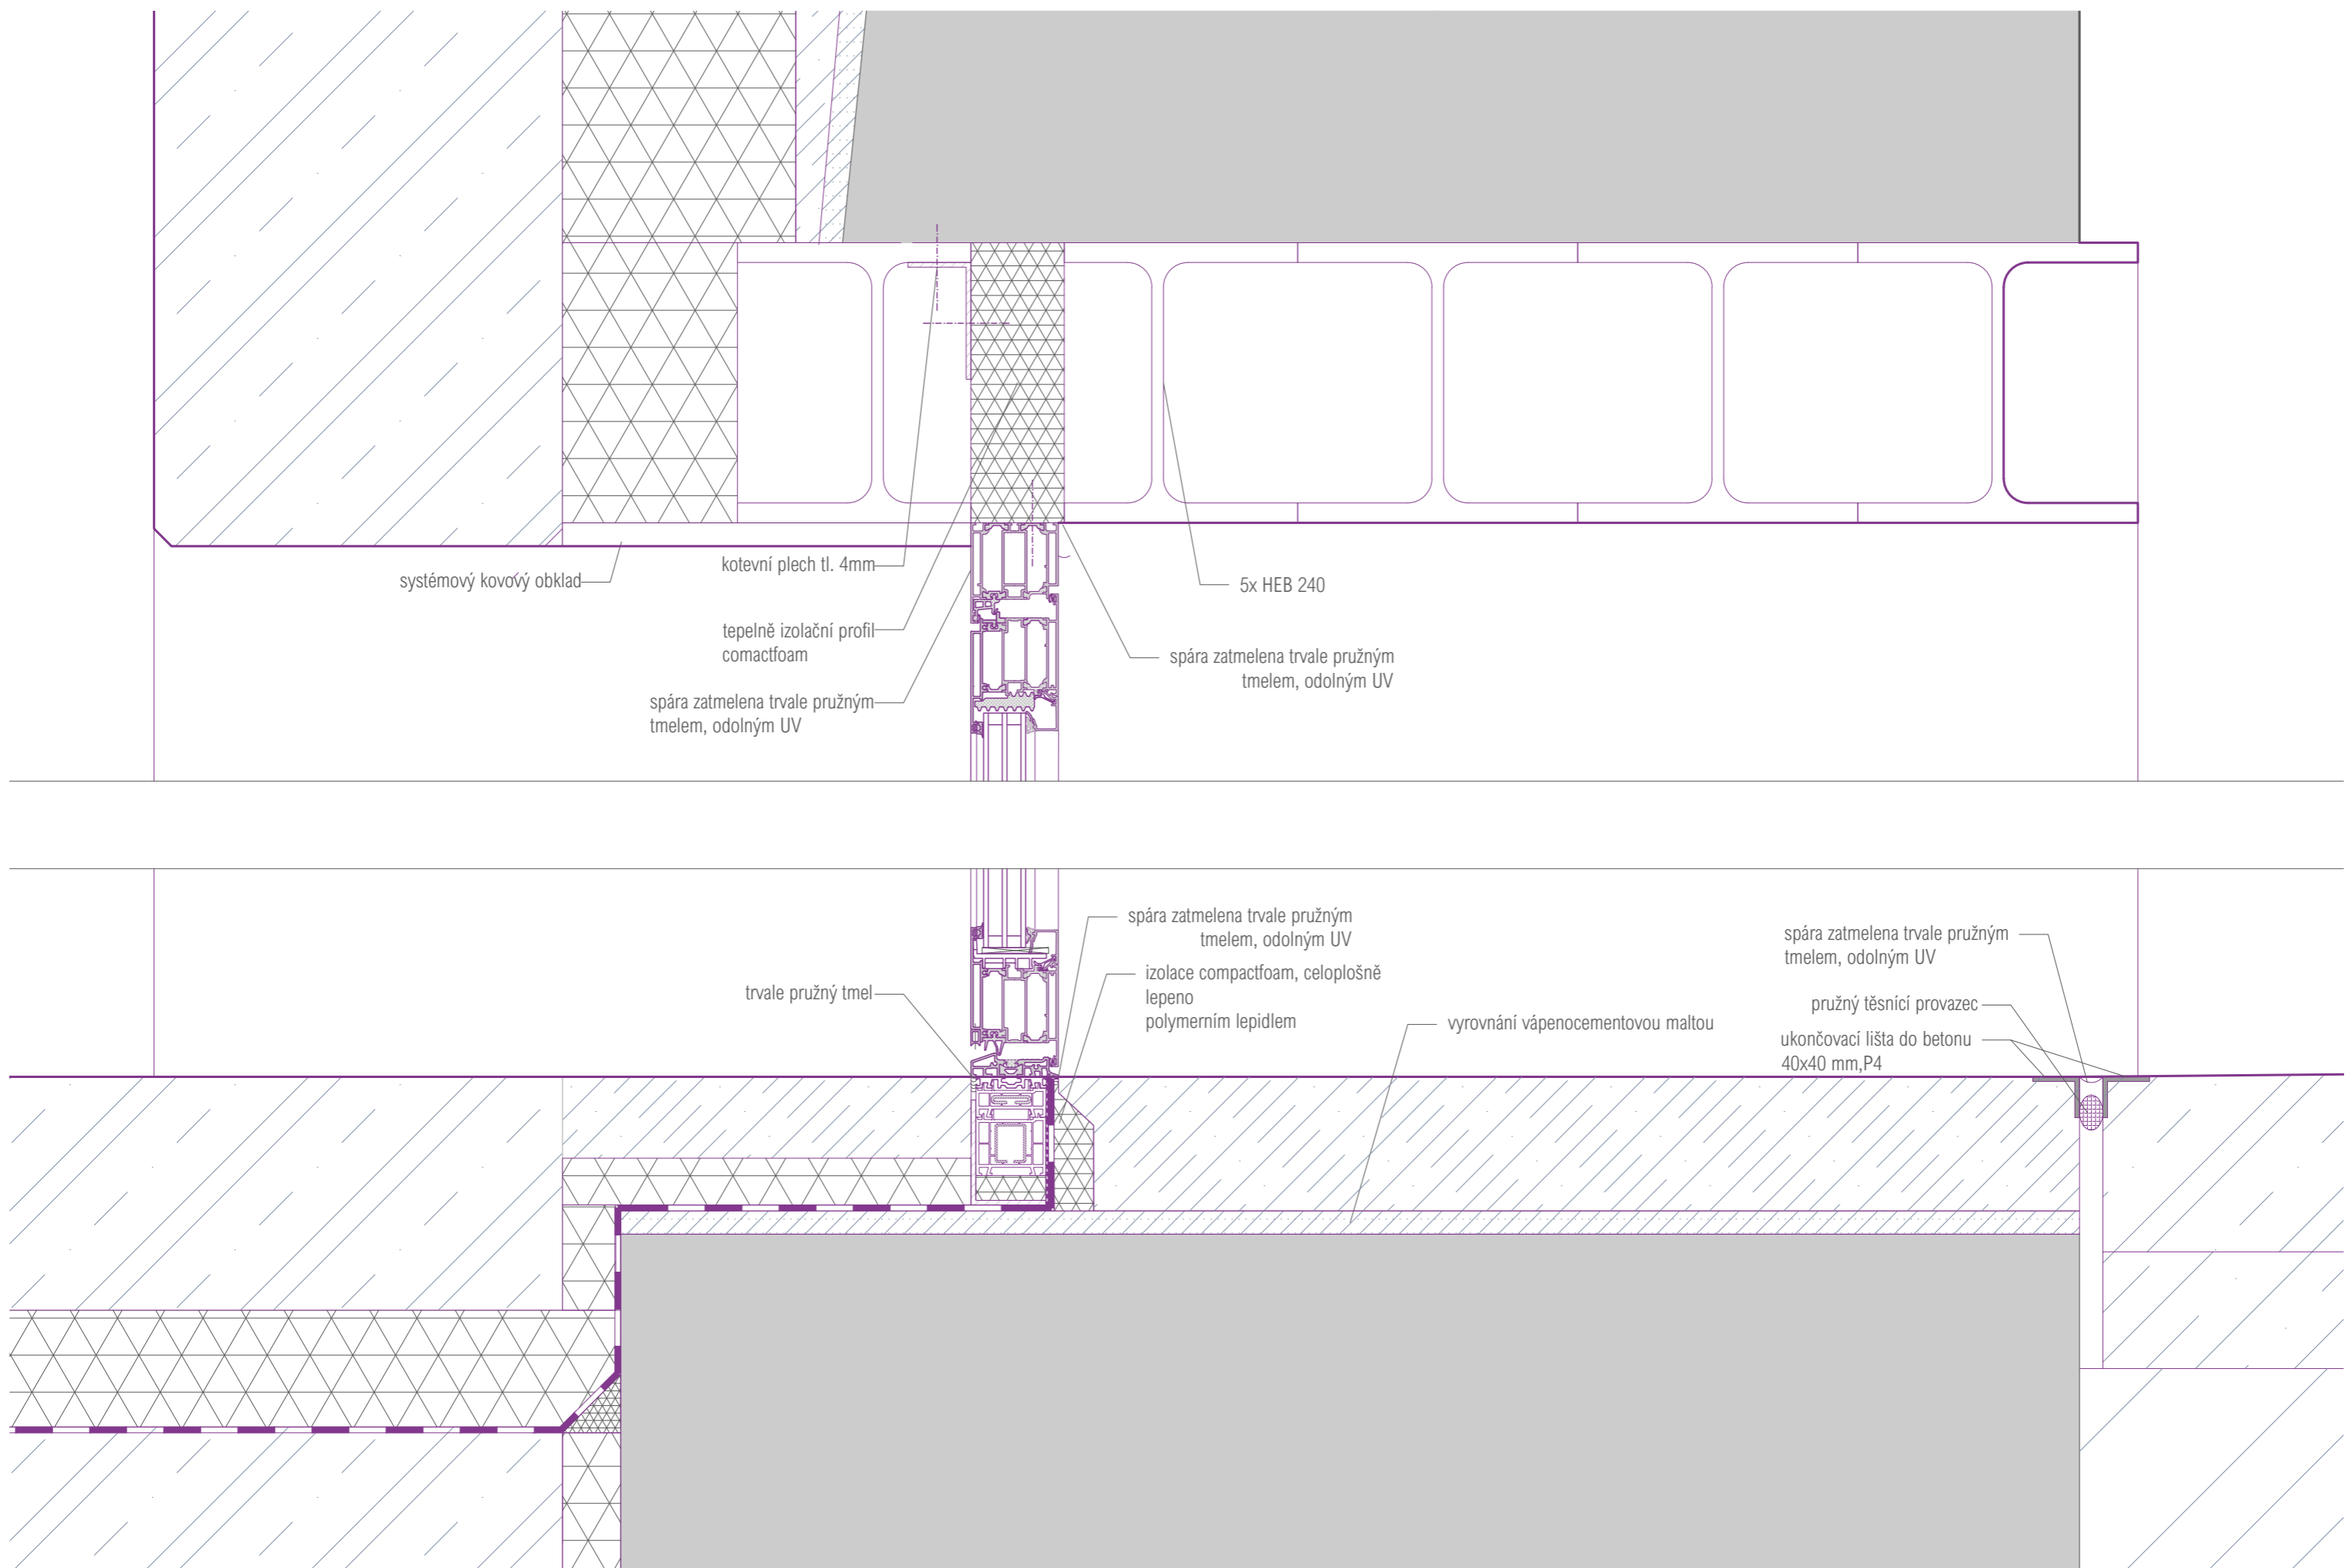 systémový kovový obklad
kotevní plech tl. 4mm
tepelně izolační profil
comactfoam
spára zatmelena trvale pružným
tmelem, odolným UV
5x HEB 240
spára zatmelena trvale pružným
tmelem, odolným UV
trvale pružný tmel
spára zatmelena trvale pružným
tmelem, odolným UV
izolace compactfoam, celoplošně
lepeno
polymerním lepidlem
vyrovnání vápenocementovou maltou
spára zatmelena trvale pružným
tmelem, odolným UV
pružný těsnící provazec
ukončovací lišta do betonu
40x40 mm,P4